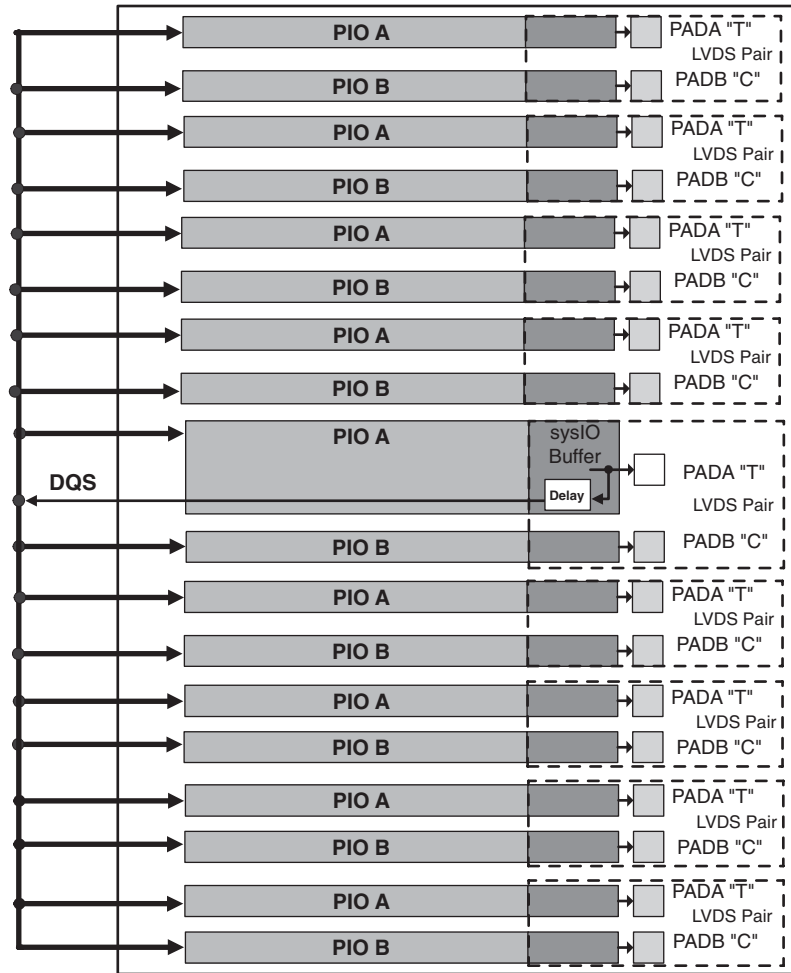 PIO A PADA "T"
LVDS Pair
PIO B PADB "C"
PIO A PADA "T"
LVDS Pair
PIO B PADB "C"
PIO A PADA "T"
LVDS Pair
PIO B PADB "C"
PIO A PADA "T"
LVDS Pair
PIO B PADB "C"
PIO A sysIO
Buffer
PADA "T"
DQS Delay LVDS Pair
PIO B PADB "C"
PIO A PADA "T"
LVDS Pair
PIO B PADB "C"
PIO A PADA "T"
LVDS Pair
PIO B PADB "C"
PIO A PADA "T"
LVDS Pair
PIO B PADB "C"
PIO A PADA "T"
LVDS Pair
PIO B PADB "C"